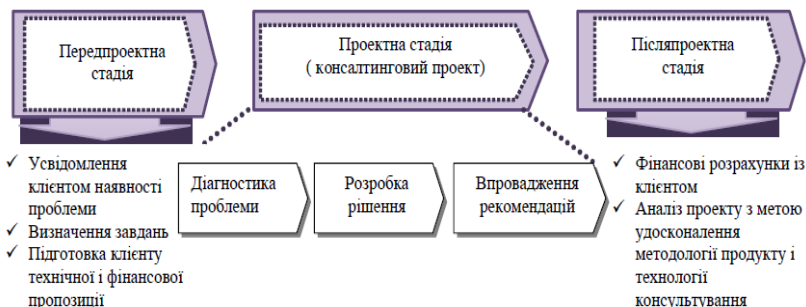 Передпроектна
стадія
Проектна стадія
( консалтинговий проект)
Післяпроектна
стадія
✓ Усвідомлення
клієнтом наявності
проблеми
✓ Визначення завдань
✓ Підготовка клієнту
технічної і фінансової
пропозиції
Діагностика
проблеми
Розробка
рішення
Впровадження
рекомендацій
✓ Фінансові розрахунки із
клієнтом
✓ Аналіз проекту з метою
удосконалення
методології продукту і
технології
консультування